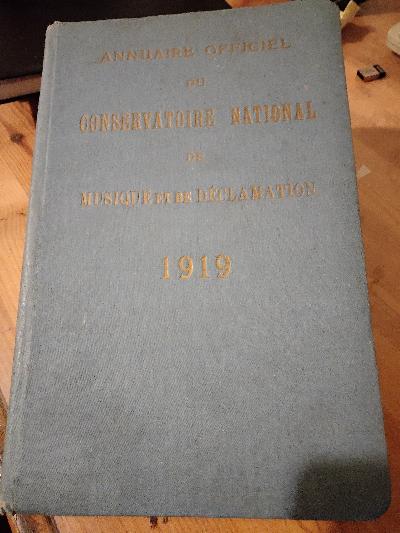 ANNUAIRE OFFICIEL
DU
CONSERVATOIRE NATIONAL
DE
MUSIQUE ET DE DÉCLAMATION
1919